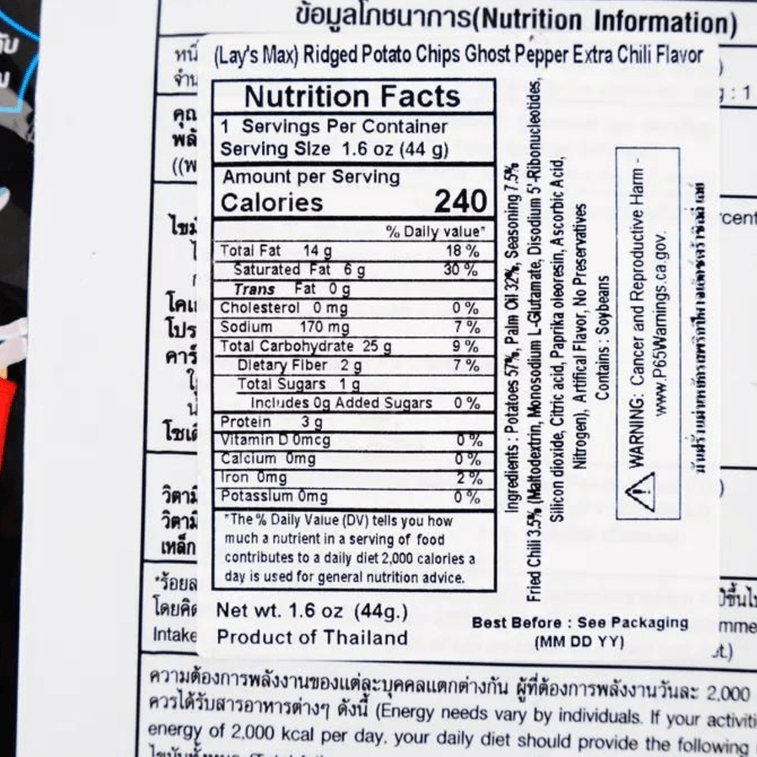 ข้อมูลโภชนาการ(Nutrition Information)
(Lay's Max) Ridged Potato Chips Ghost Pepper Extra Chili Flavor
Nutrition Facts
1 Servings Per Container
Serving Size 1.6 oz (44 g)
Amount per Serving
Calories 240
% Daily value*
Total Fat 14 g 18 %
Saturated Fat 6 g 30 %
Trans Fat 0 g
Cholesterol 0 mg 0 %
Sodium 170 mg 7 %
Total Carbohydrate 25 g 9 %
Dietary Fiber 2 g 7 %
Total Sugars 1 g
Includes 0g Added Sugars 0 %
Protein 3 g
Vitamin D 0mcg 0 %
Calcium 0mg 0 %
Iron 0mg 2 %
Potassium 0mg 0 %
*The % Daily Value (DV) tells you how
much a nutrient in a serving of food
contributes to a daily diet 2,000 calories a
day is used for general nutrition advice.
Net wt. 1.6 oz (44g.)
Product of Thailand
Ingredients : Potatoes 57%, Palm Oil 32%, Seasoning 7.5%
Fried Chili 3.5% (Maltodextrin, Monosodium L-Glutamate, Disodium 5'-Ribonucleotides,
Silicon dioxide, Citric acid, Paprika oleoresin, Ascorbic Acid,
Nitrogen), Artificial Flavor, No Preservatives
Contains : Soybeans
WARNING: Cancer and Reproductive Harm -
www.P65Warnings.ca.gov.
Best Before : See Packaging
(MM DD YY)
*ร้อยล
โดยคิด
Intake
ความต้องการพลังงานของแต่ละบุคคลแตกต่างกัน ผู้ที่ต้องการพลังงานวันละ 2,000
ควรได้รับสารอาหารต่างๆ ดังนี้ (Energy needs vary by individuals. If your activiti
energy of 2,000 kcal per day, your daily diet should provide the following